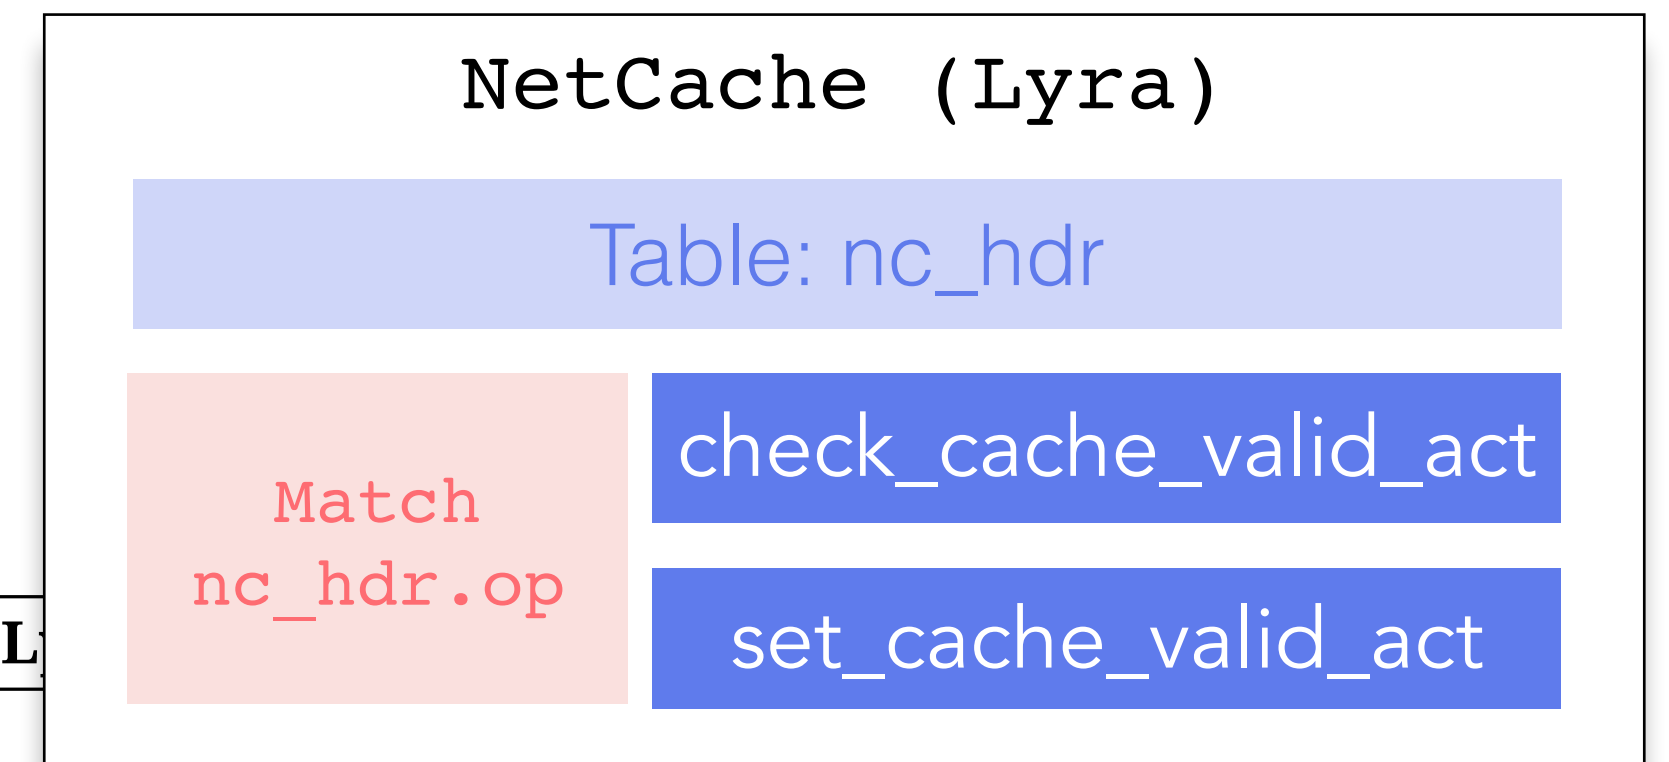 NetCache (Lyra)
Table: nc_hdr
Match
nc_hdr.op
check_cache_valid_act
set_cache_valid_act